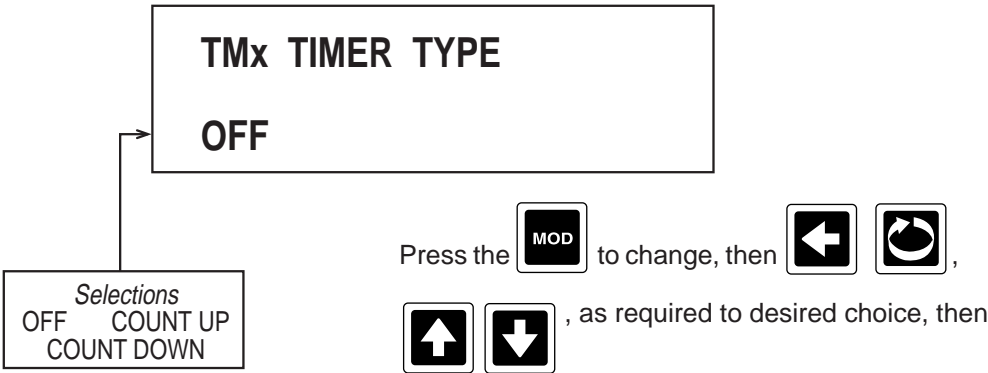 TMx TIMER TYPE
OFF
Selections
OFF COUNT UP
COUNT DOWN
Press the MOD to change, then ,
, as required to desired choice, then